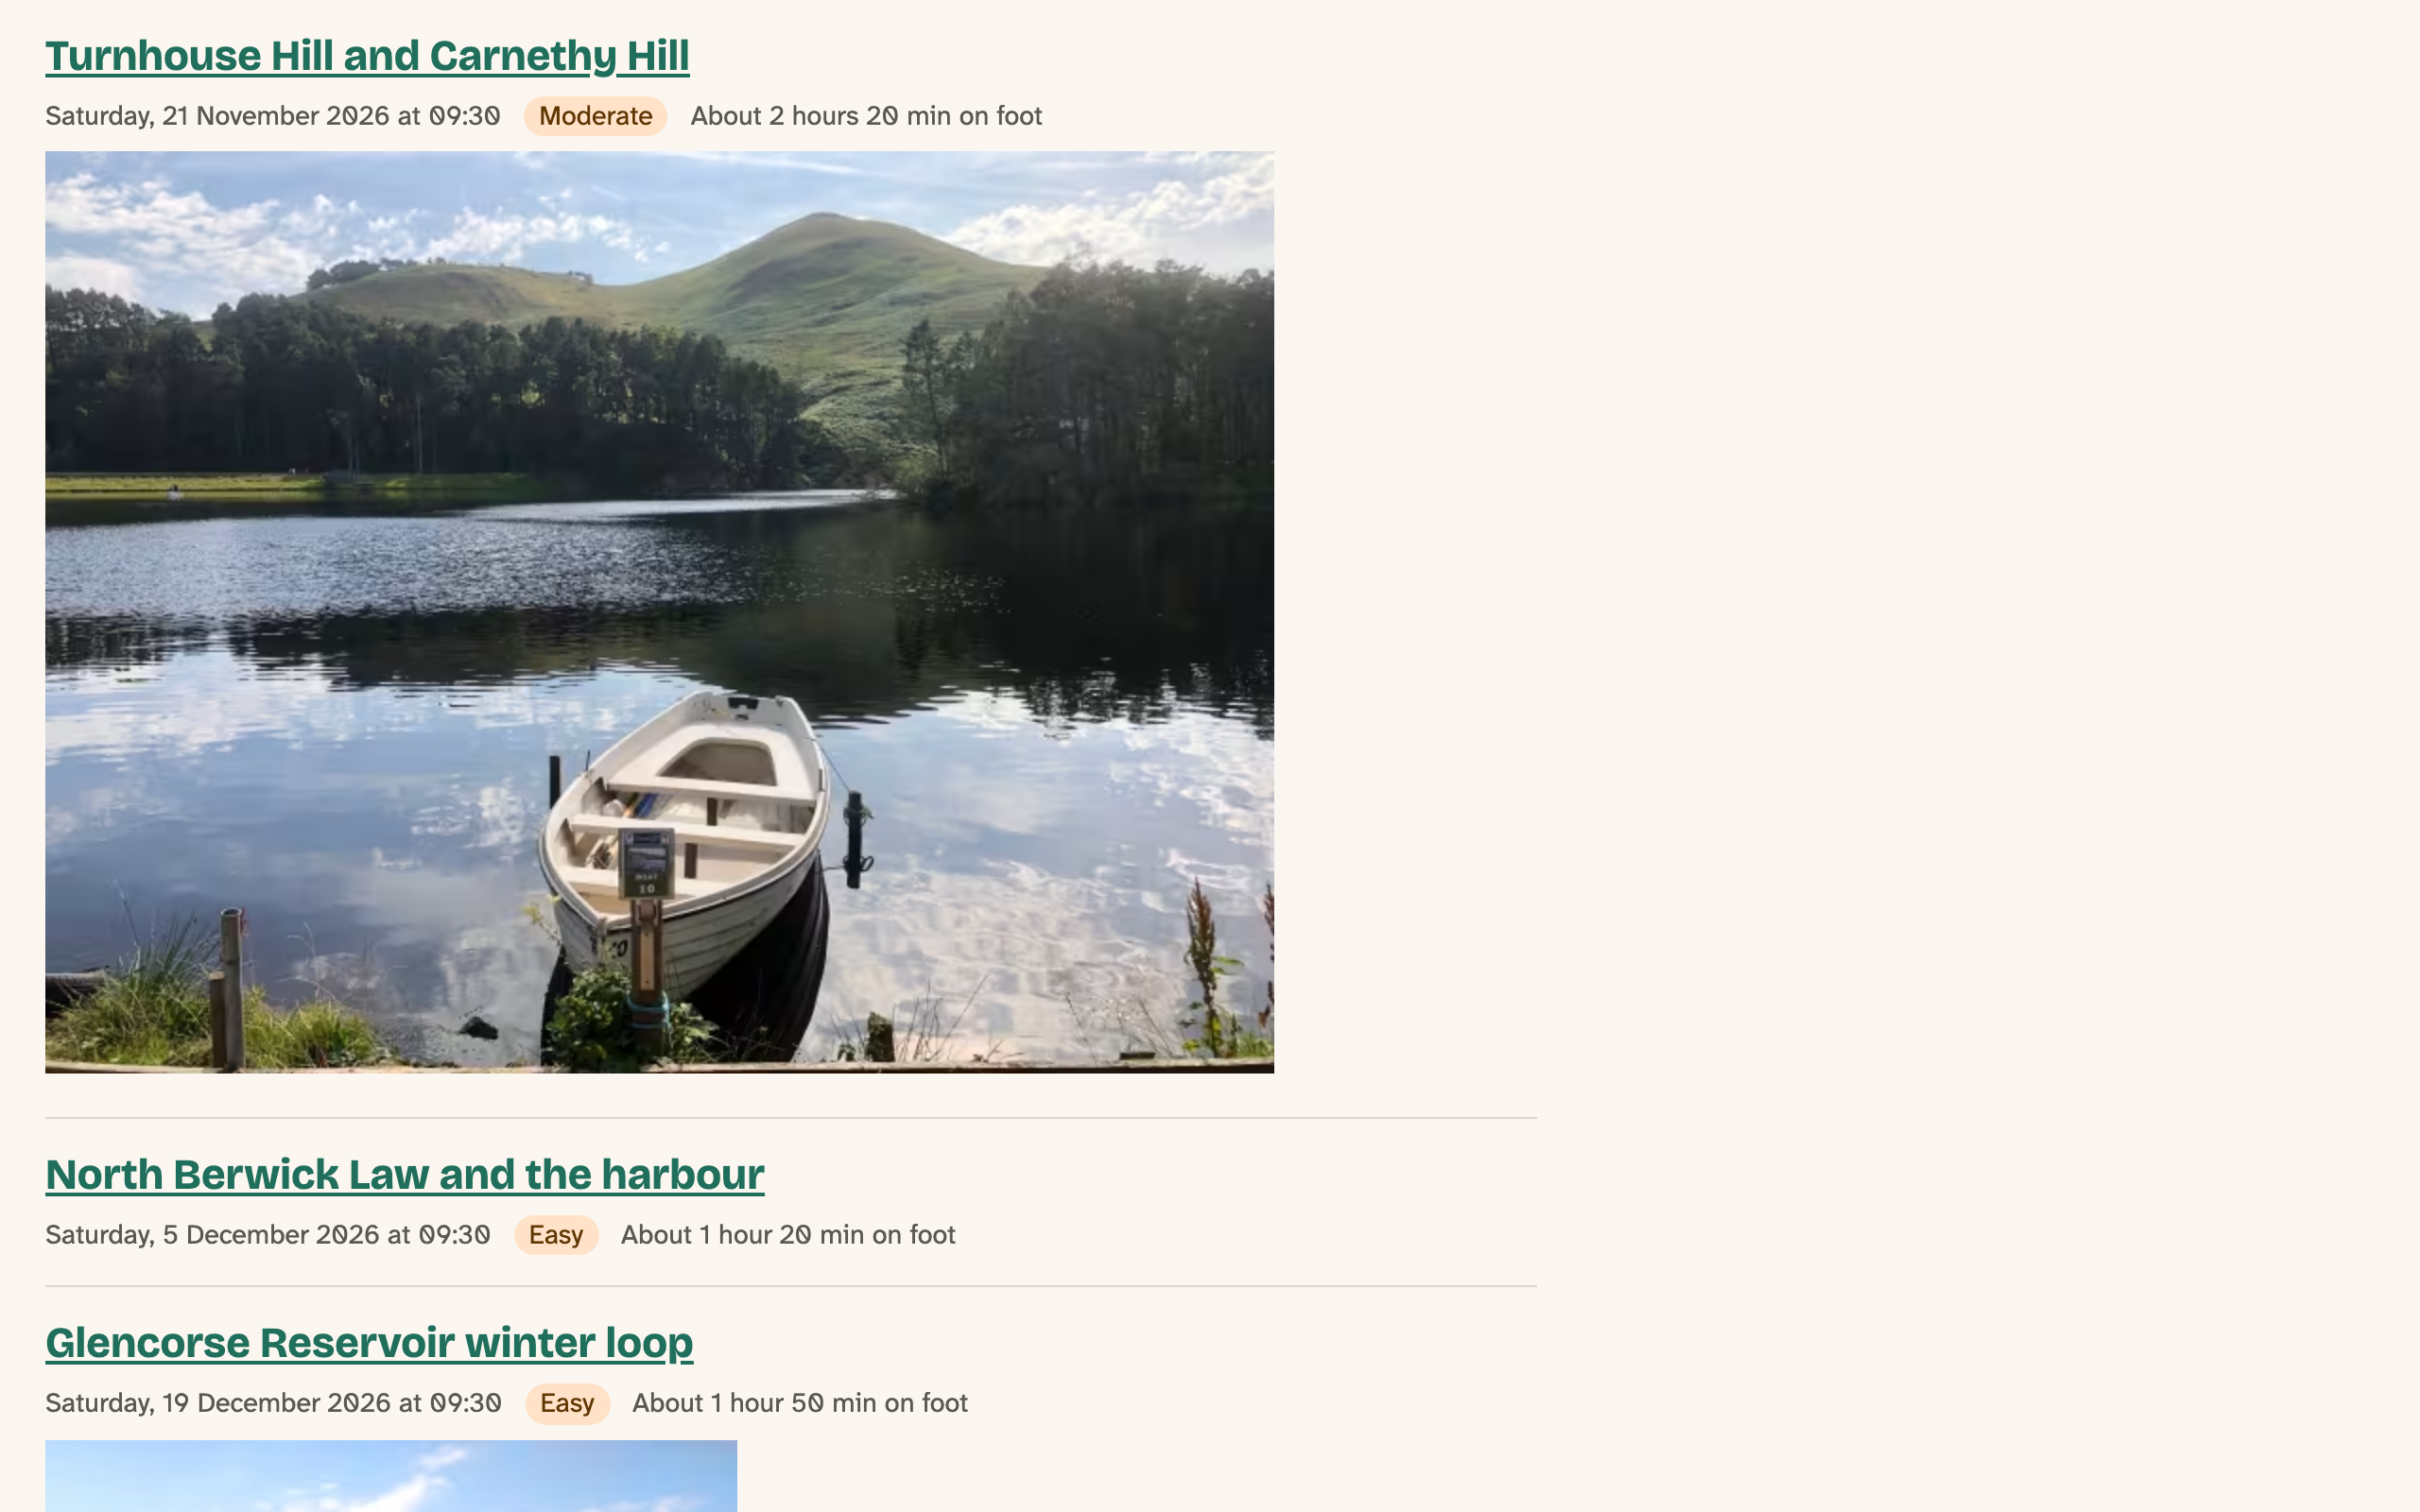 Turnhouse Hill and Carnethy Hill
Saturday, 21 November 2026 at 09:30 Moderate About 2 hours 20 min on foot
BOAT
10
North Berwick Law and the harbour
Saturday, 5 December 2026 at 09:30 Easy About 1 hour 20 min on foot
Glencorse Reservoir winter loop
Saturday, 19 December 2026 at 09:30 Easy About 1 hour 50 min on foot